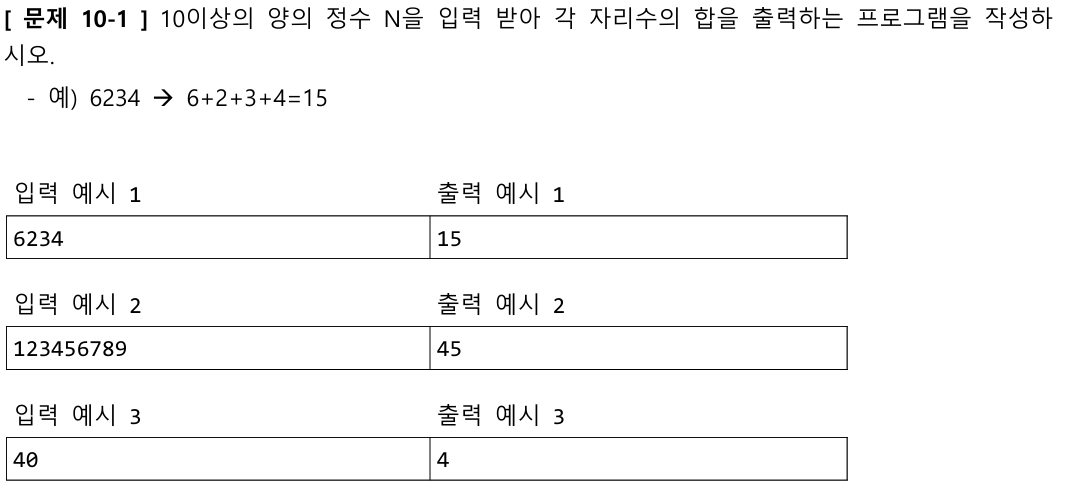 [ 문제 10-1 ] 10이상의 양의 정수 N을 입력 받아 각 자리수의 합을 출력하는 프로그램을 작성하
시오.
- 예) 6234 → 6+2+3+4=15
입력 예시 1 출력 예시 1
6234 15
입력 예시 2 출력 예시 2
123456789 45
입력 예시 3 출력 예시 3
40 4